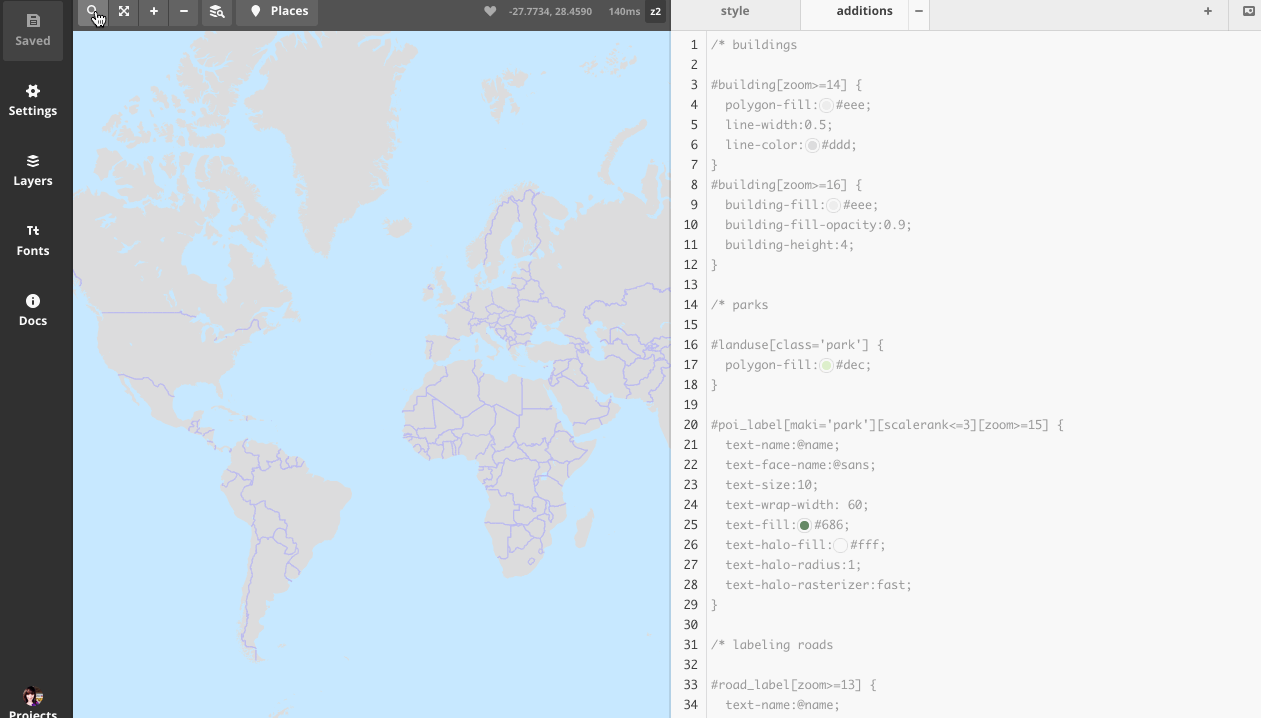 Saved
Settings
Layers
Tt
Fonts
Docs
Projects
+ − Places -27.7734, 28.4590 140ms z2
style additions − +
1 /* buildings
2
3 #building[zoom>=14] {
4 polygon-fill: #eee;
5 line-width:0.5;
6 line-color: #ddd;
7 }
8 #building[zoom>=16] {
9 building-fill: #eee;
10 building-fill-opacity:0.9;
11 building-height:4;
12 }
13
14 /* parks
15
16 #landuse[class='park'] {
17 polygon-fill: #dec;
18 }
19
20 #poi_label[maki='park'][scalerank<=3][zoom>=15] {
21 text-name:@name;
22 text-face-name:@sans;
23 text-size:10;
24 text-wrap-width: 60;
25 text-fill: #686;
26 text-halo-fill: #fff;
27 text-halo-radius:1;
28 text-halo-rasterizer:fast;
29 }
30
31 /* labeling roads
32
33 #road_label[zoom>=13] {
34 text-name:@name;